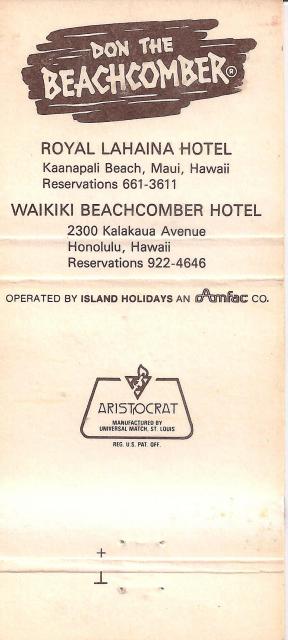 DON THE
BEACHCOMBER®
ROYAL LAHAINA HOTEL
Kaanapali Beach, Maui, Hawaii
Reservations 661-3611
WAIKIKI BEACHCOMBER HOTEL
2300 Kalakaua Avenue
Honolulu, Hawaii
Reservations 922-4646
OPERATED BY ISLAND HOLIDAYS AN amfac CO.
ARISTOCRAT
MANUFACTURED BY
UNIVERSAL MATCH, ST. LOUIS
REG. U.S. PAT. OFF.